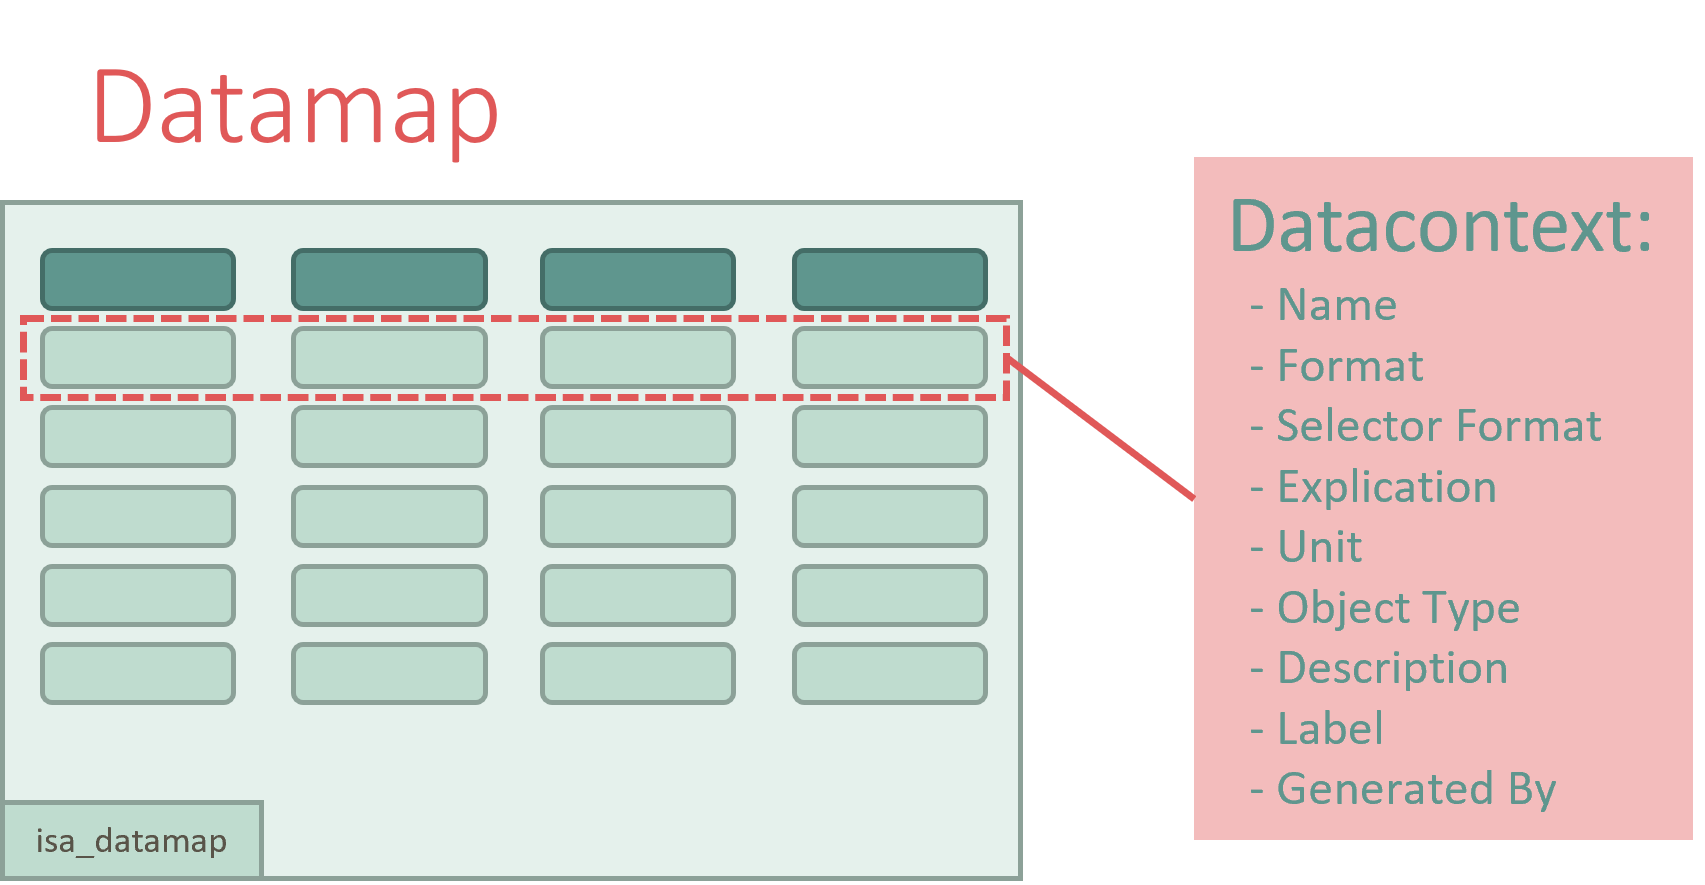 Datamap
Datacontext:
- Name
- Format
- Selector Format
- Explication
- Unit
- Object Type
- Description
- Label
- Generated By
isa_datamap